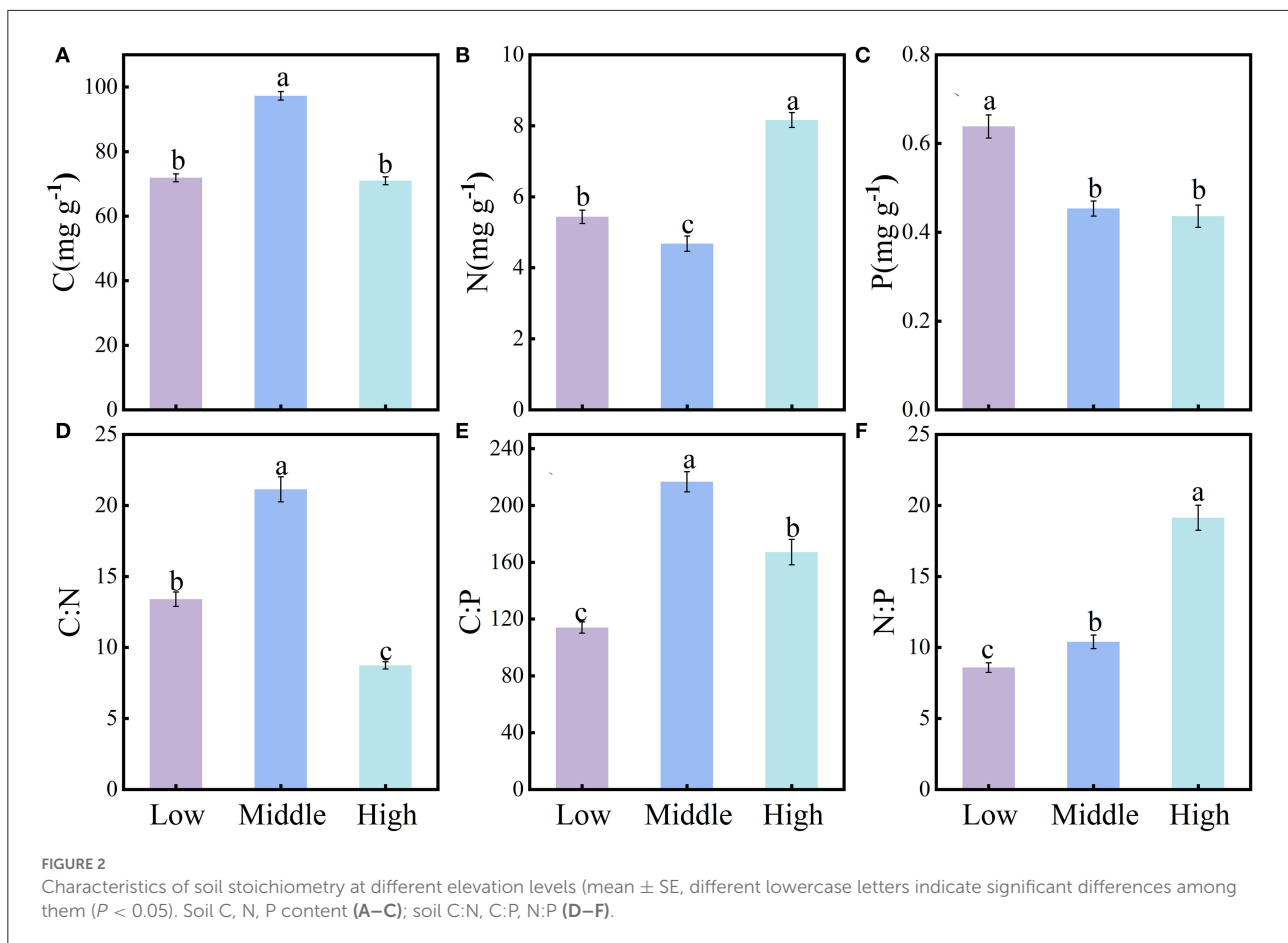 A
B
C
100
80
60
40
20
0
C(mg g⁻¹)
b
a
b
10
8
6
4
2
0
N(mg g⁻¹)
b
c
a
0.8
0.6
0.4
0.2
0.0
P(mg g⁻¹)
a
b
b
D
E
F
25
20
15
10
5
0
C:N
b
a
c
Low Middle High
240
200
160
120
80
40
0
C:P
c
a
b
Low Middle High
25
20
15
10
5
0
N:P
c
b
a
Low Middle High
FIGURE 2
Characteristics of soil stoichiometry at different elevation levels (mean ± SE, different lowercase letters indicate significant differences among
them (P < 0.05). Soil C, N, P content (A–C); soil C:N, C:P, N:P (D–F).